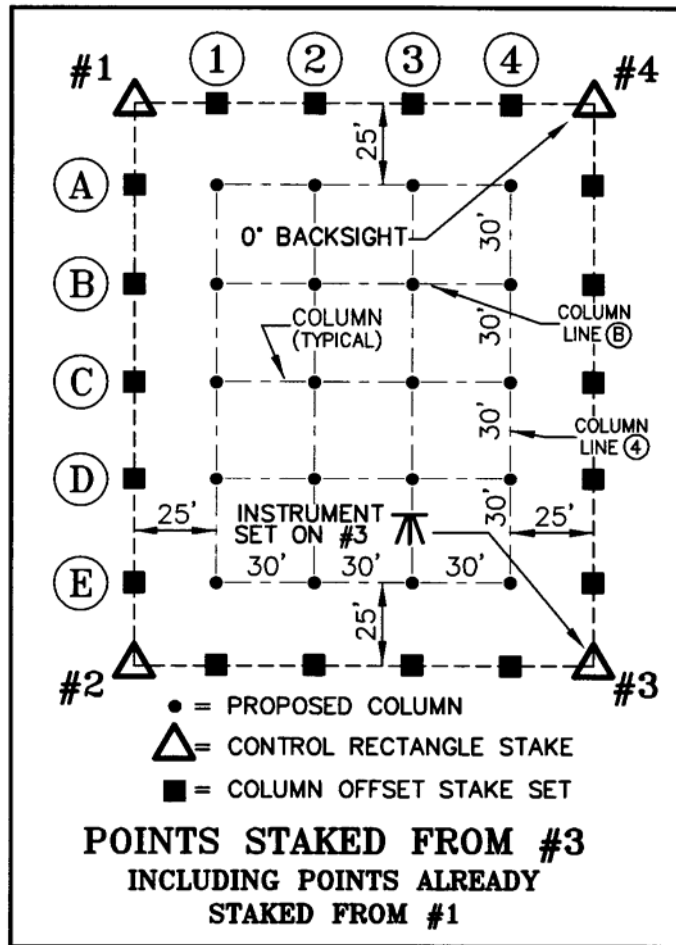 #1 1 2 3 4 #4
25'
A
0° BACKSIGHT
30'
B
COLUMN
(TYPICAL)
30'
COLUMN
LINE B
C
30'
COLUMN
LINE 4
D
25'
INSTRUMENT
SET ON #3
30'
25'
E
30' 30' 30'
25'
#2 #3
● = PROPOSED COLUMN
△ = CONTROL RECTANGLE STAKE
■ = COLUMN OFFSET STAKE SET
POINTS STAKED FROM #3
INCLUDING POINTS ALREADY
STAKED FROM #1